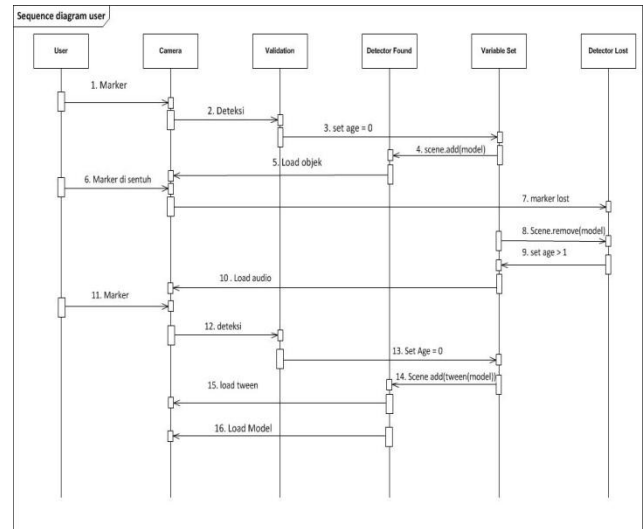 Sequence diagram user
User
Camera
Validation
Detector Found
Variable Set
Detector Lost
1. Marker
2. Deteksi
3. set age = 0
4. scene.add(model)
5. Load objek
6. Marker di sentuh
7. marker lost
8. Scene.remove(model)
9. set age > 1
10 . Load audio
11. Marker
12. deteksi
13. Set Age = 0
14. Scene add(tween(model))
15. load tween
16. Load Model